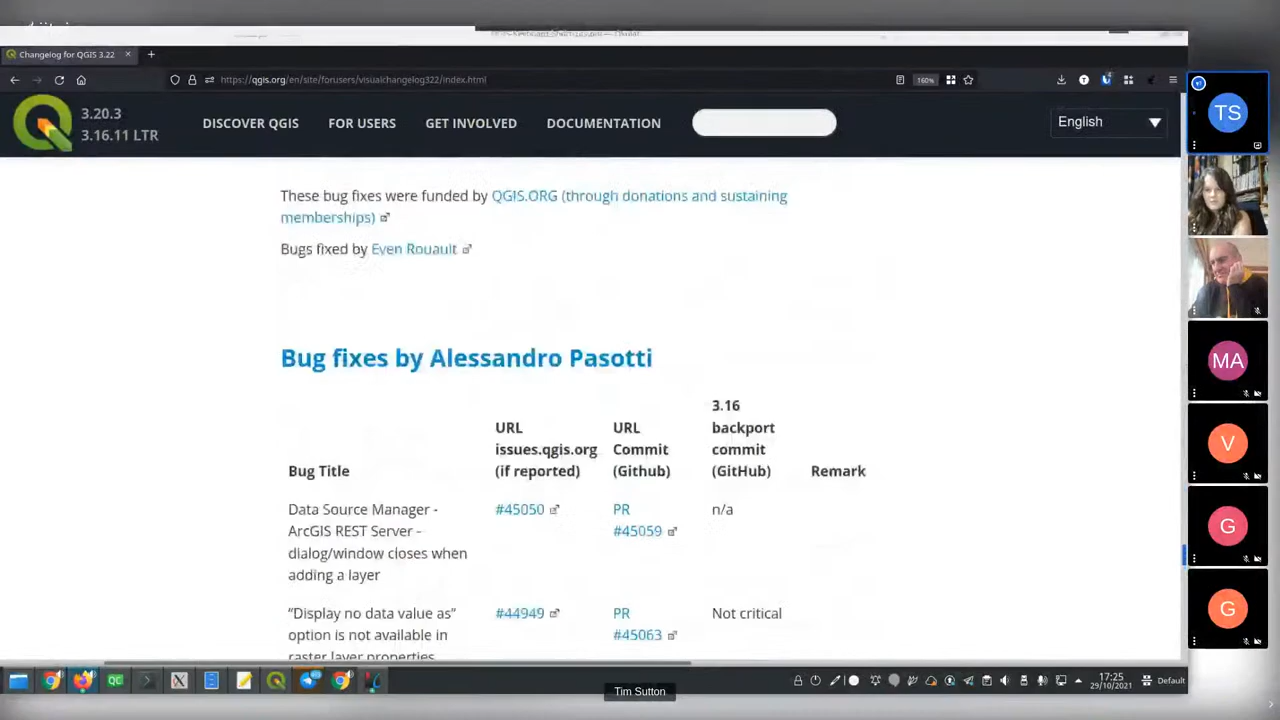 Changelog for QGIS 3.22
https://qgis.org/en/site/forusers/visualchangelog322/index.html
160%
3.20.3
3.16.11 LTR
DISCOVER QGIS
FOR USERS
GET INVOLVED
DOCUMENTATION
English
These bug fixes were funded by QGIS.ORG (through donations and sustaining
memberships)
Bugs fixed by Even Rouault
Bug fixes by Alessandro Pasotti
Bug Title
URL
issues.qgis.org
(if reported)
URL
Commit
(Github)
3.16
backport
commit
(GitHub)
Remark
Data Source Manager -
ArcGIS REST Server -
dialog/window closes when
adding a layer
#45050
PR
#45059
n/a
“Display no data value as”
option is not available in
raster layer properties
#44949
PR
#45063
Not critical
17:25
29/10/2021
Default
Tim Sutton
TS
MA
V
G
G